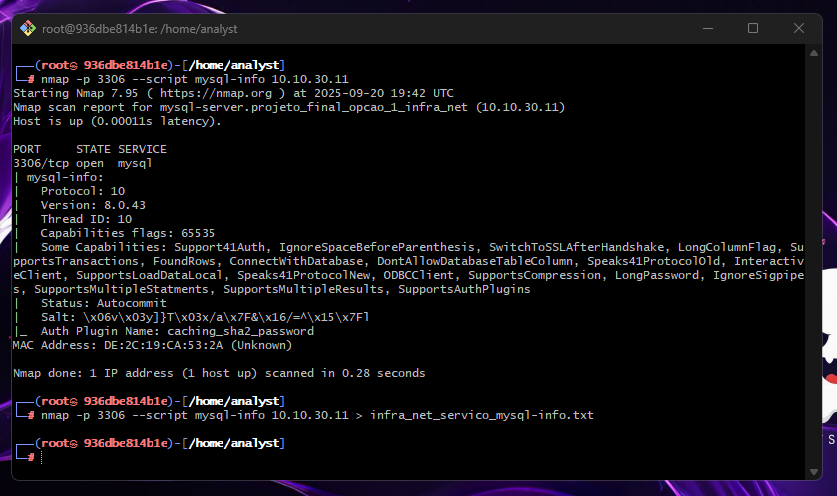 root@936dbe814b1e: /home/analyst
┌──(root㉿ 936dbe814b1e)-[/home/analyst]
└─# nmap -p 3306 --script mysql-info 10.10.30.11
Starting Nmap 7.95 ( https://nmap.org ) at 2025-09-20 19:42 UTC
Nmap scan report for mysql-server.projeto_final_opcao_1_infra_net (10.10.30.11)
Host is up (0.00011s latency).
PORT     STATE SERVICE
3306/tcp open  mysql
| mysql-info:
|   Protocol: 10
|   Version: 8.0.43
|   Thread ID: 10
|   Capabilities flags: 65535
|   Some Capabilities: Support41Auth, IgnoreSpaceBeforeParenthesis, SwitchToSSLAfterHandshake, LongColumnFlag, Su
pportsTransactions, FoundRows, ConnectWithDatabase, DontAllowDatabaseTableColumn, Speaks41ProtocolOld, Interactiv
eClient, SupportsLoadDataLocal, Speaks41ProtocolNew, ODBCClient, SupportsCompression, LongPassword, IgnoreSigpipe
s, SupportsMultipleStatments, SupportsMultipleResults, SupportsAuthPlugins
|   Status: Autocommit
|   Salt: \x06v\x03y]}T\x03x/a\x7F&\x16/=^\x15\x7Fl
|_  Auth Plugin Name: caching_sha2_password
MAC Address: DE:2C:19:CA:53:2A (Unknown)
Nmap done: 1 IP address (1 host up) scanned in 0.28 seconds
┌──(root㉿ 936dbe814b1e)-[/home/analyst]
└─# nmap -p 3306 --script mysql-info 10.10.30.11 > infra_net_servico_mysql-info.txt
┌──(root㉿ 936dbe814b1e)-[/home/analyst]
└─#